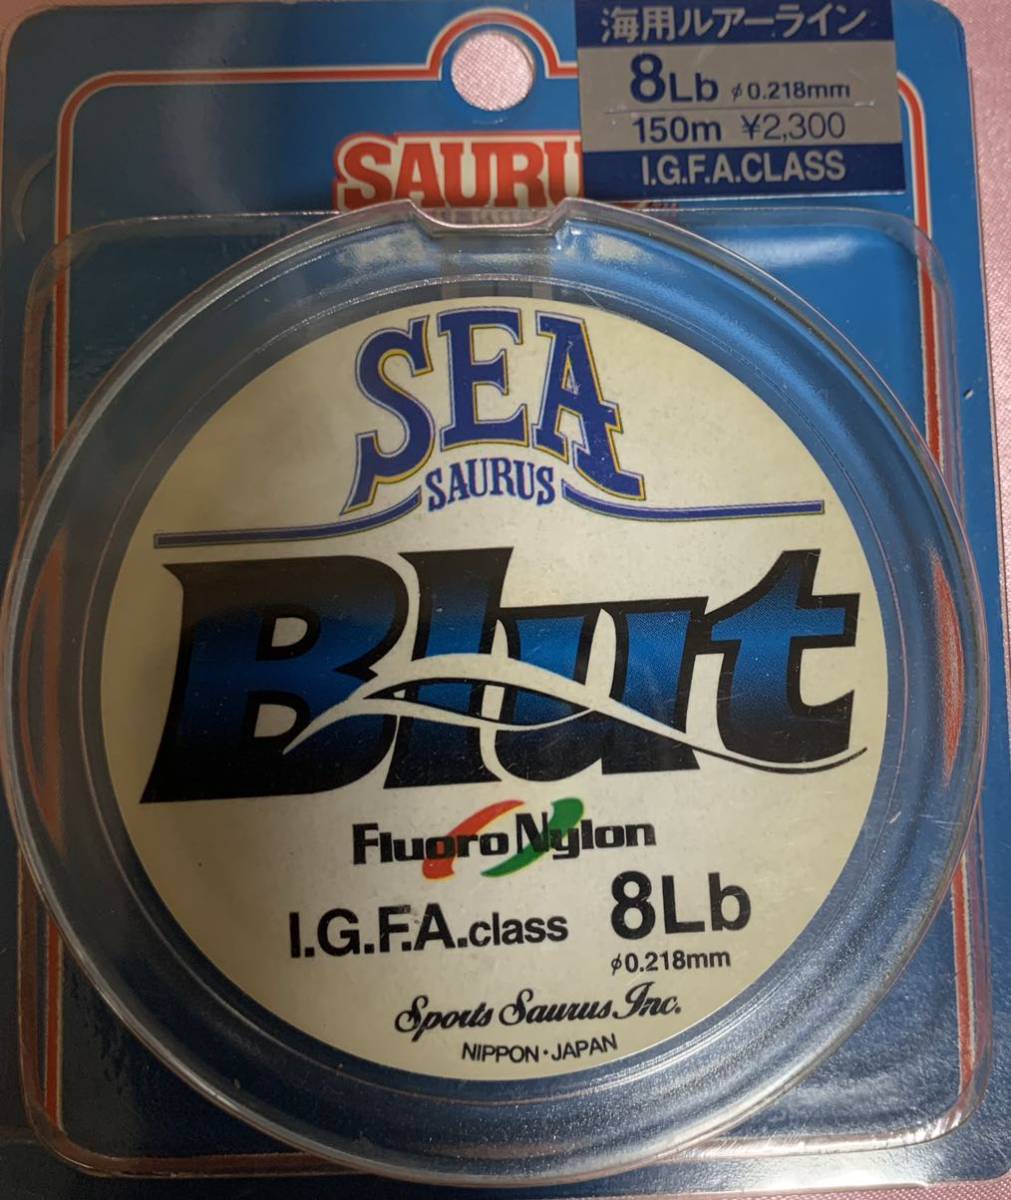 海用ルアーライン
8Lb φ0.218mm
150m ¥2,300
I.G.F.A.CLASS
SAURU
SEA
SAURUS
Blut
Fluoro Nylon
I.G.F.A.class 8Lb
φ0.218mm
Sports Saurus Inc.
NIPPON・JAPAN